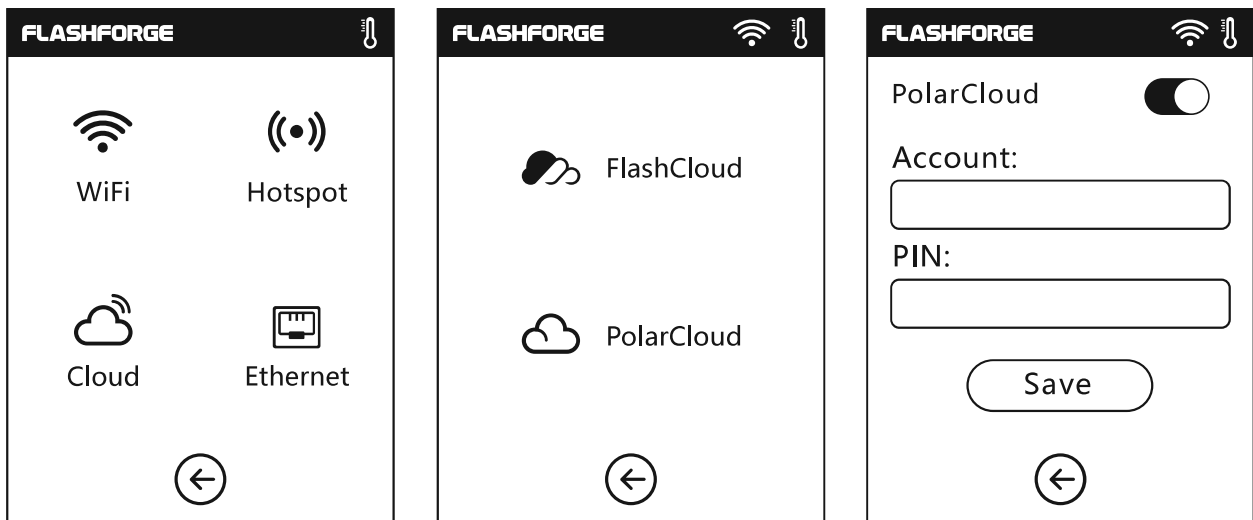 FLASHFORGE
WiFi
Hotspot
Cloud
Ethernet
FLASHFORGE
FlashCloud
PolarCloud
FLASHFORGE
PolarCloud
Account:
PIN:
Save